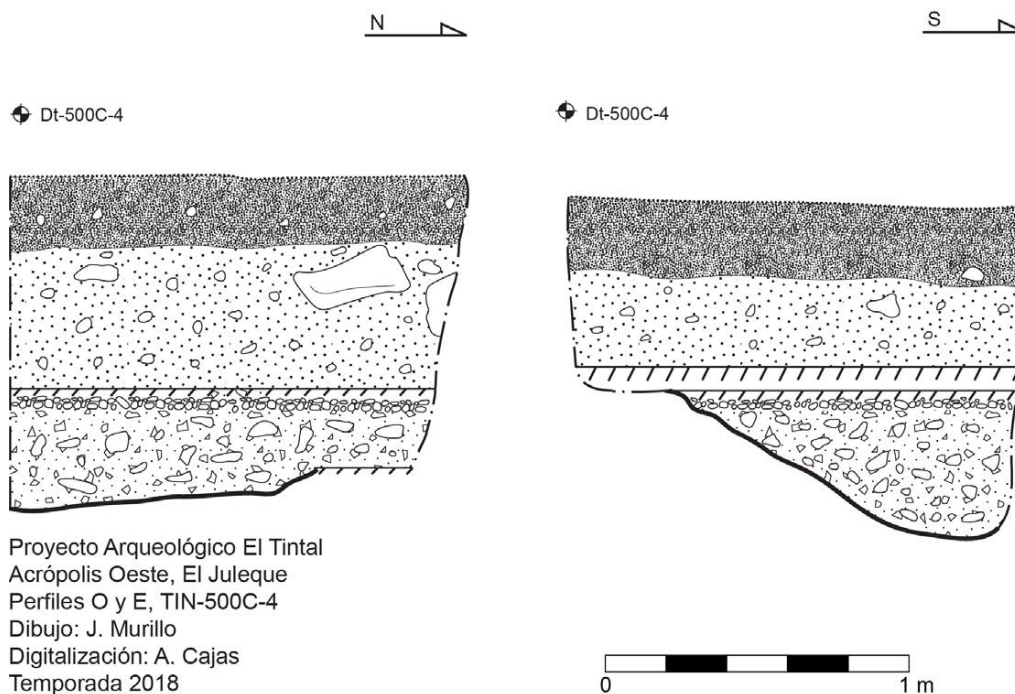 N
S
Dt-500C-4
Dt-500C-4
Proyecto Arqueológico El Tintal
Acrópolis Oeste, El Juleque
Perfiles O y E, TIN-500C-4
Dibujo: J. Murillo
Digitalización: A. Cajas
Temporada 2018
0 1 m